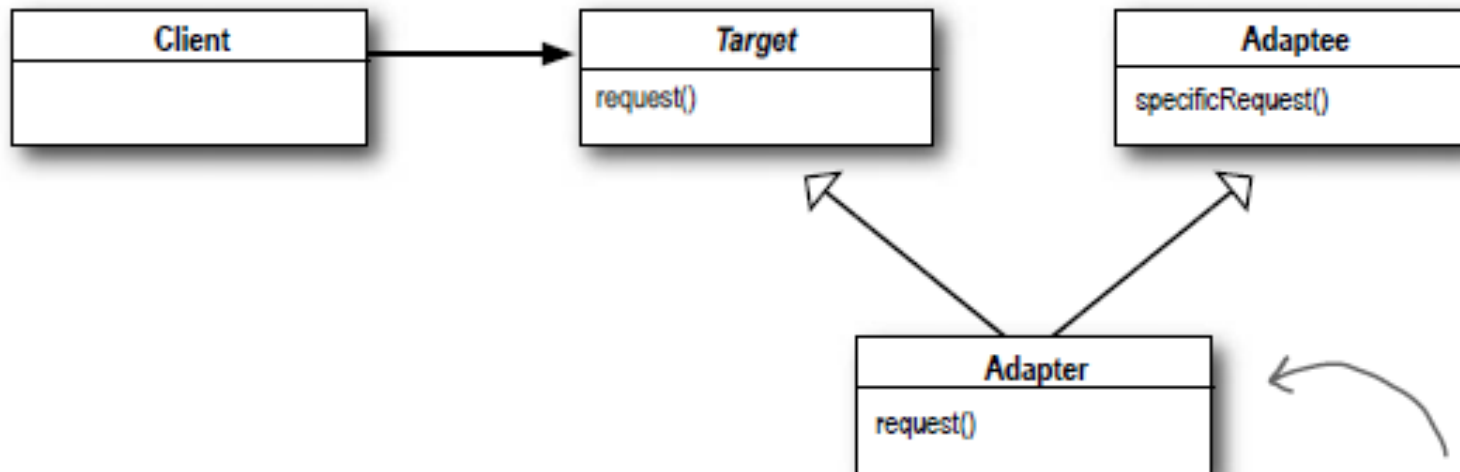 Client
Target
request()
Adaptee
specificRequest()
Adapter
request()